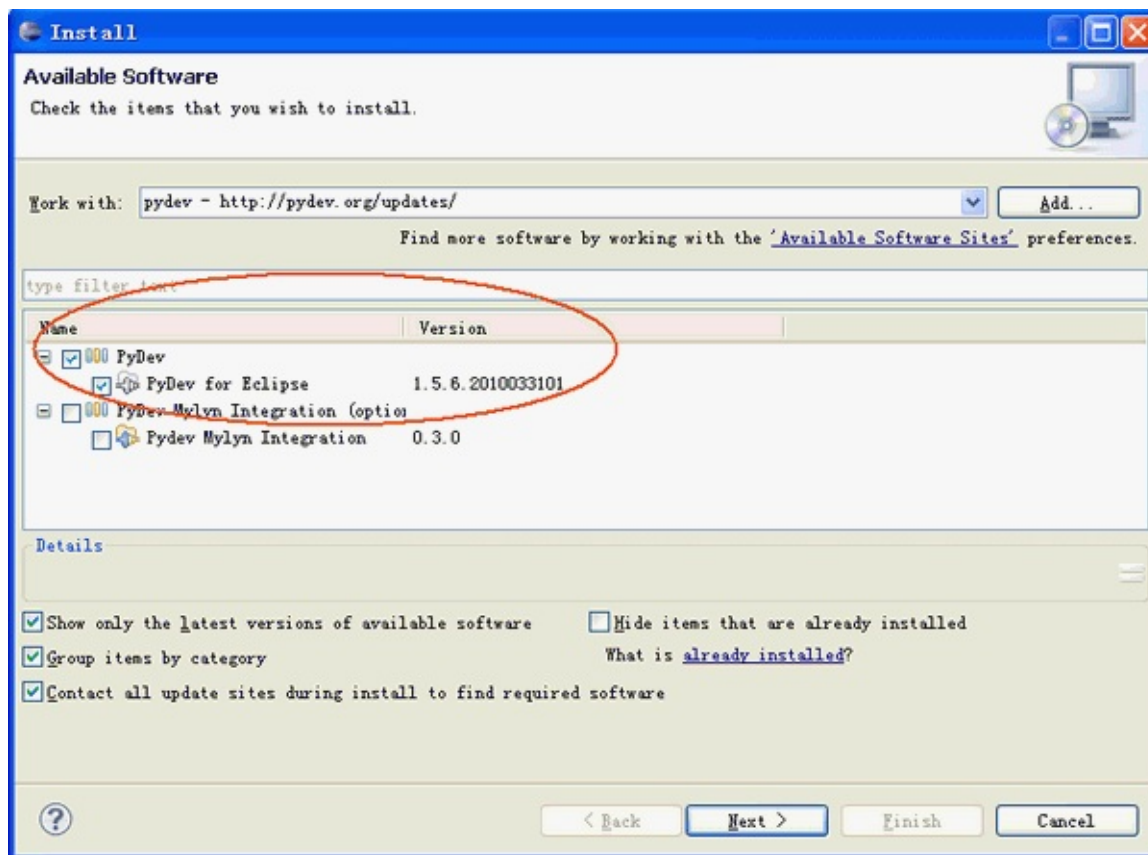 Install
Available Software
Check the items that you wish to install.
Work with: pydev - http://pydev.org/updates/ Add...
Find more software by working with the 'Available Software Sites' preferences.
type filter text
Name Version
PyDev
PyDev for Eclipse 1.5.6.2010033101
PyDev Mylyn Integration (optio
Pydev Mylyn Integration 0.3.0
Details
Show only the latest versions of available software Hide items that are already installed
Group items by category What is already installed?
Contact all update sites during install to find required software
? < Back Next > Finish Cancel